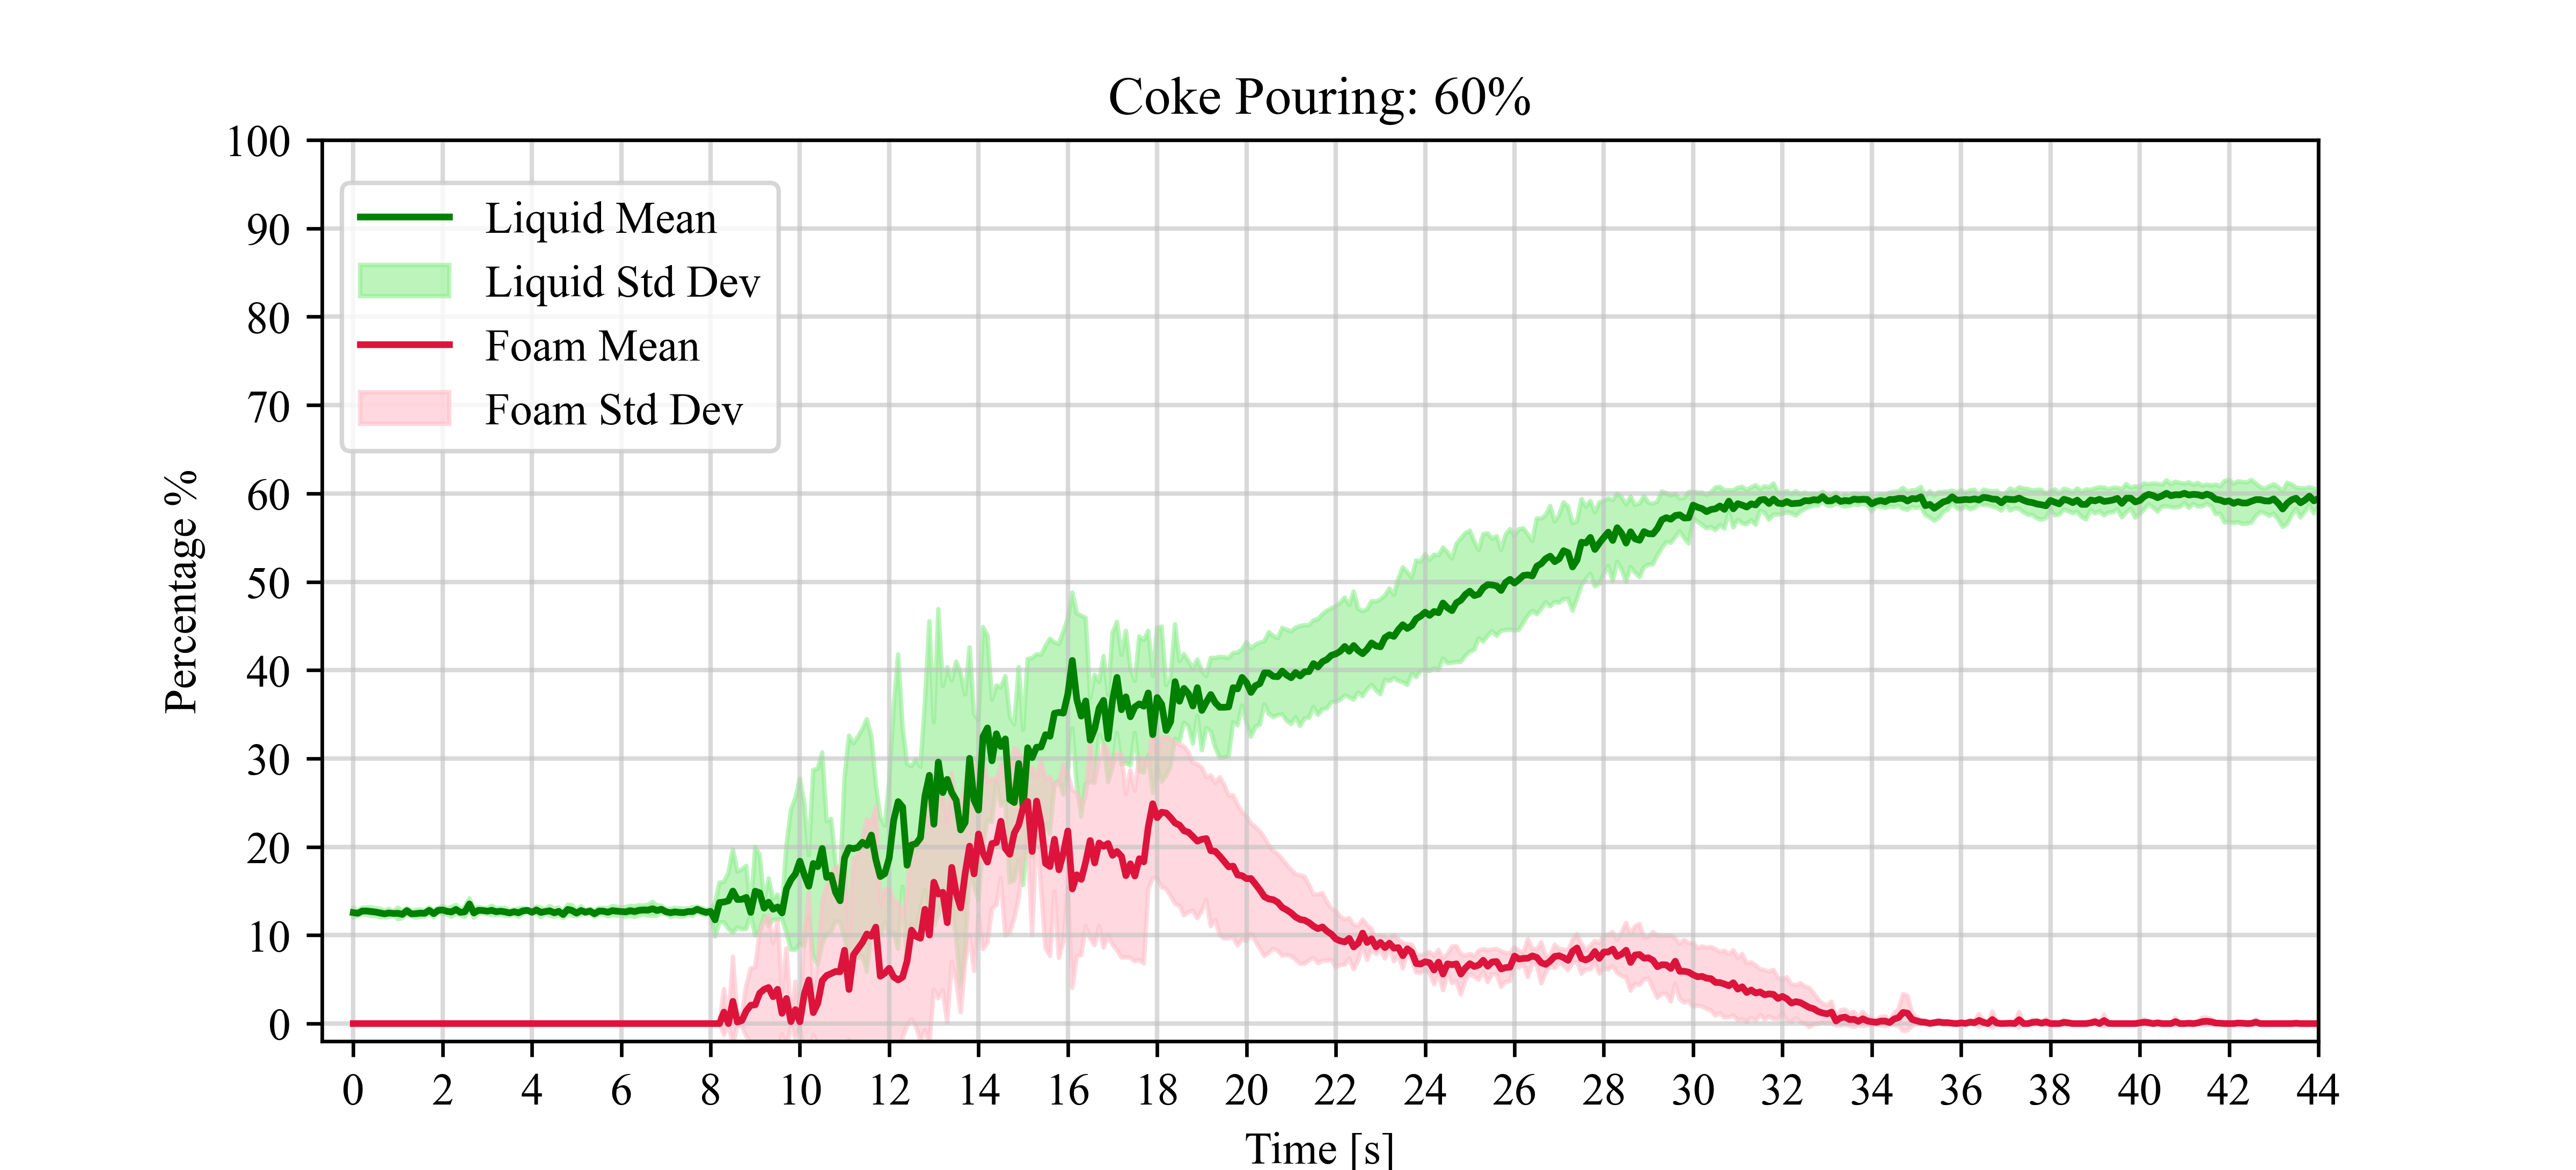 Coke Pouring: 60%
100
90
80
70
60
50
40
30
20
10
0
Percentage %
Liquid Mean
Liquid Std Dev
Foam Mean
Foam Std Dev
0 2 4 6 8 10 12 14 16 18 20 22 24 26 28 30 32 34 36 38 40 42 44
Time [s]